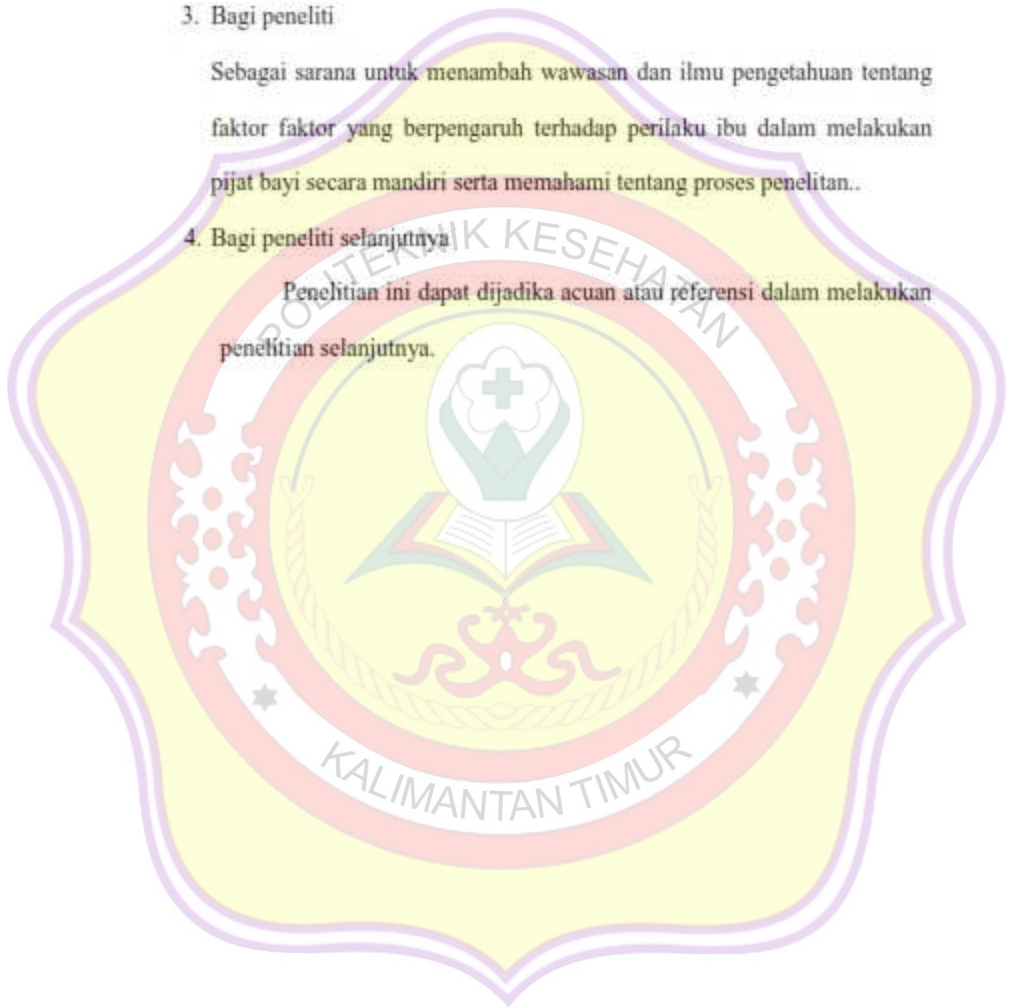 3. Bagi peneliti
Sebagai sarana untuk menambah wawasan dan ilmu pengetahuan tentang
faktor faktor yang berpengaruh terhadap perilaku ibu dalam melakukan
pijat bayi secara mandiri serta memahami tentang proses penelitan..
4. Bagi peneliti selanjutnya
Penelitian ini dapat dijadika acuan atau referensi dalam melakukan
penelitian selanjutnya.
POLITEKNIK KESEHATAN
KALIMANTAN TIMUR